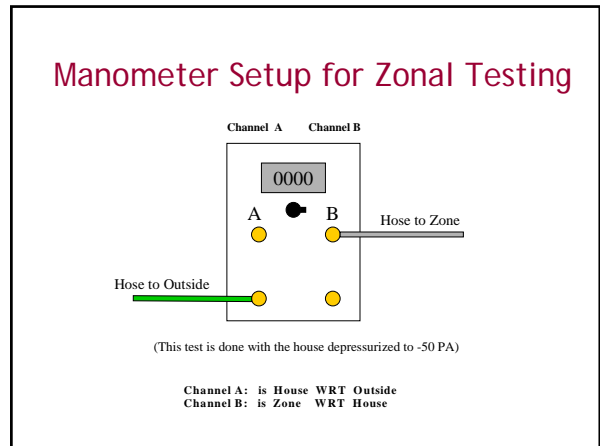 Manometer Setup for Zonal Testing
Channel A Channel B
0000
A B
Hose to Zone
Hose to Outside
(This test is done with the house depressurized to -50 PA)
Channel A: is House WRT Outside
Channel B: is Zone WRT House